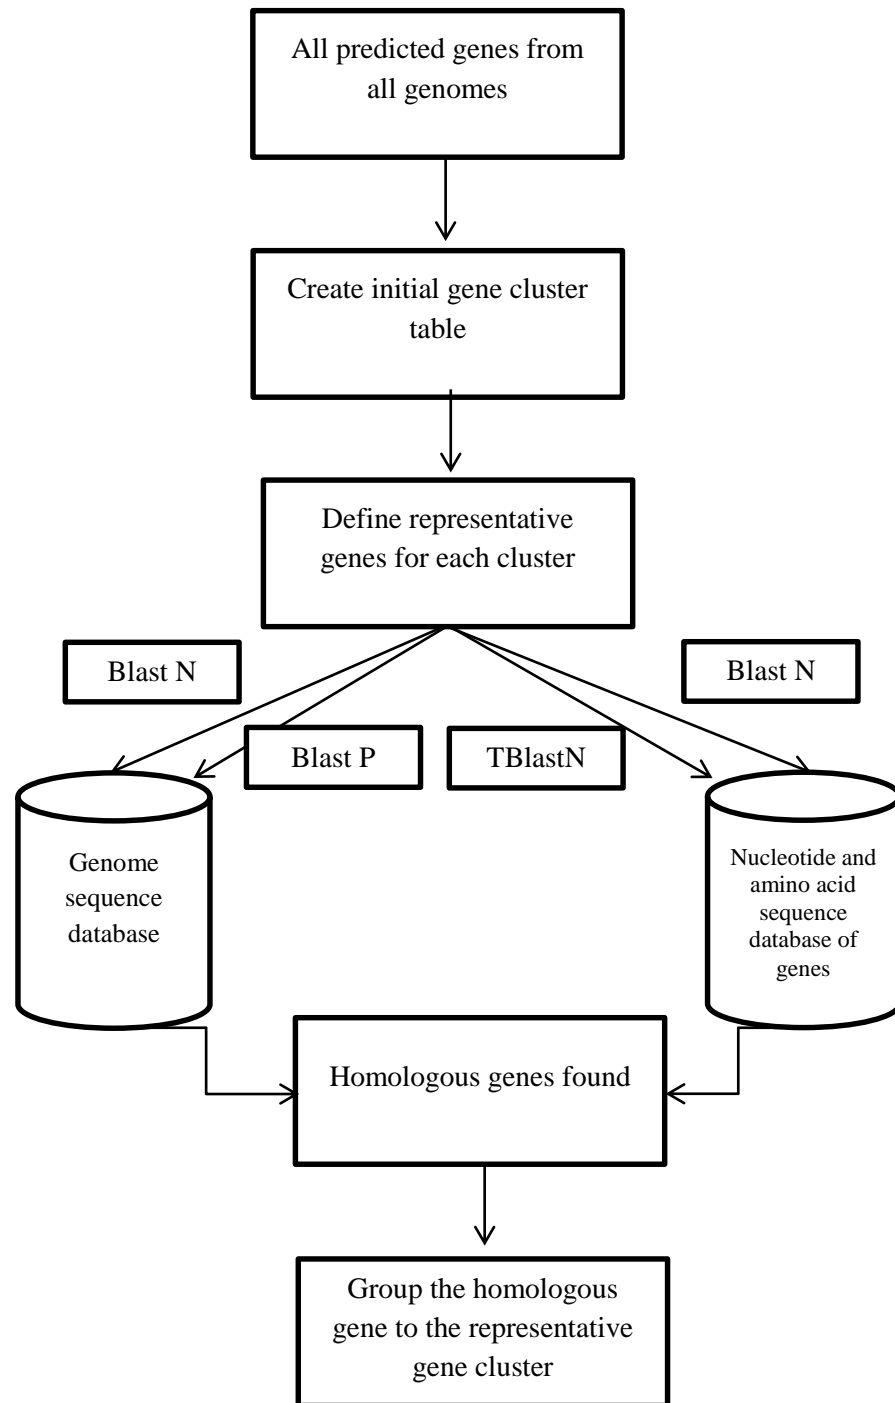 All predicted genes from
all genomes
Create initial gene cluster
table
Define representative
genes for each cluster
Blast N
Blast N
Blast P
TBlastN
Genome
sequence
database
Nucleotide and
amino acid
sequence
database of
genes
Homologous genes found
Group the homologous
gene to the representative
gene cluster